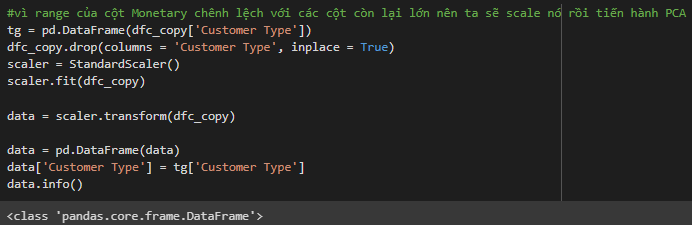 #vì range của cột Monetary chênh lệch với các cột còn lại lớn nên ta sẽ scale nó rồi tiến hành PCA
tg = pd.DataFrame(dfc_copy['Customer Type'])
dfc_copy.drop(columns = 'Customer Type', inplace = True)
scaler = StandardScaler()
scaler.fit(dfc_copy)
data = scaler.transform(dfc_copy)
data = pd.DataFrame(data)
data['Customer Type'] = tg['Customer Type']
data.info()
<class 'pandas.core.frame.DataFrame'>